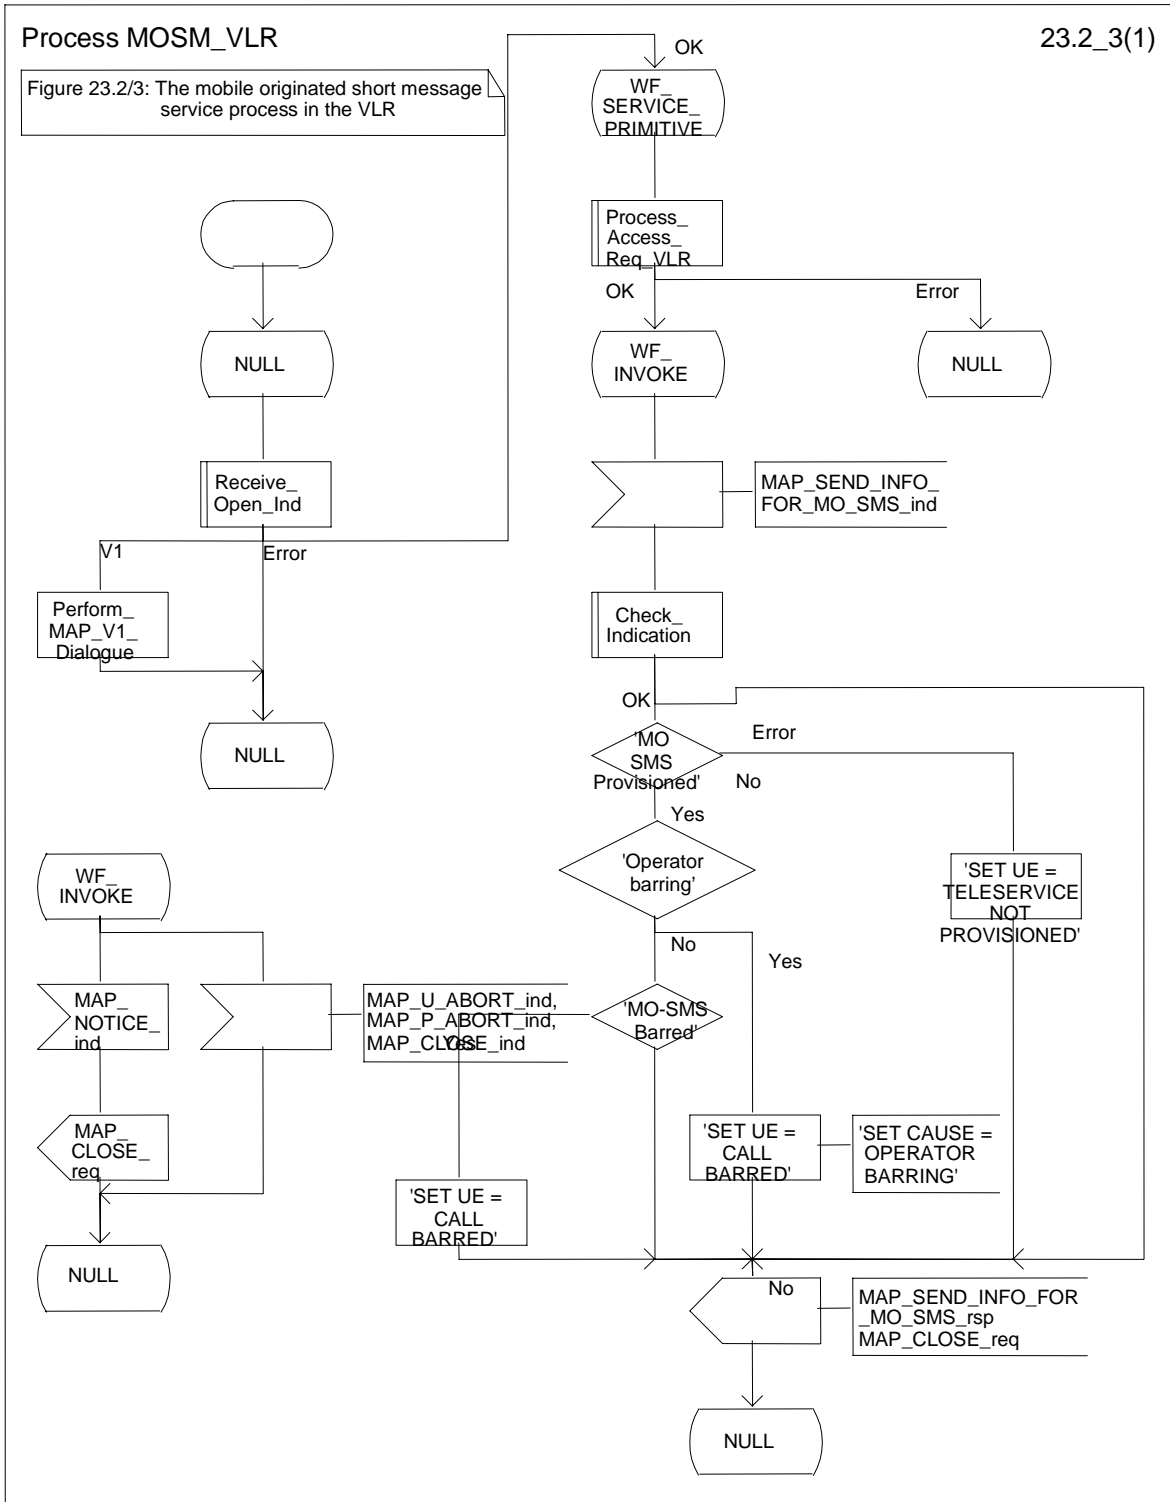 Process MOSM_VLR
23.2_3(1)
Figure 23.2/3: The mobile originated short message
service process in the VLR
OK
WF_
SERVICE_
PRIMITIVE
Process_
Access_
Req_VLR
OK
Error
NULL
WF_
INVOKE
NULL
Receive_
Open_Ind
MAP_SEND_INFO_
FOR_MO_SMS_ind
V1
Error
Perform_
MAP_V1_
Dialogue
Check_
Indication
OK
NULL
'MO
SMS
Provisioned'
Error
No
Yes
'Operator
barring'
WF_
INVOKE
'SET UE =
TELESERVICE
NOT
PROVISIONED'
No
Yes
MAP_
NOTICE_
ind
MAP_U_ABORT_ind,
MAP_P_ABORT_ind,
MAP_CLOSE_ind
Yes
'MO-SMS
Barred'
MAP_
CLOSE_
req
'SET UE =
CALL
BARRED'
'SET CAUSE =
OPERATOR
BARRING'
'SET UE =
CALL
BARRED'
NULL
No
MAP_SEND_INFO_FOR
_MO_SMS_rsp
MAP_CLOSE_req
NULL